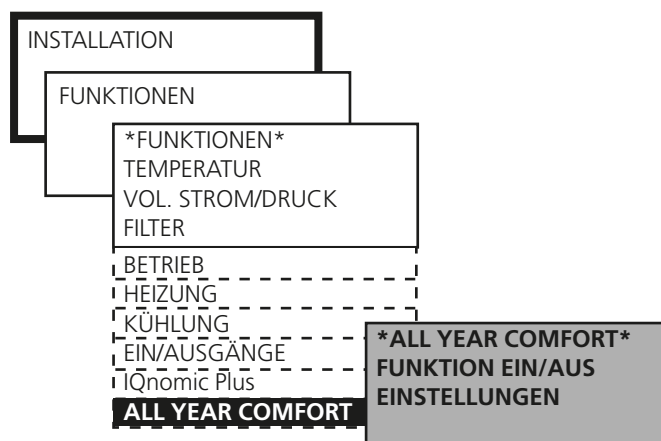 INSTALLATION
FUNKTIONEN
*FUNKTIONEN*
TEMPERATUR
VOL. STROM/DRUCK
FILTER
BETRIEB
HEIZUNG
KÜHLUNG
EIN/AUSGÄNGE
IQnomic Plus
ALL YEAR COMFORT
*ALL YEAR COMFORT*
FUNKTION EIN/AUS
EINSTELLUNGEN